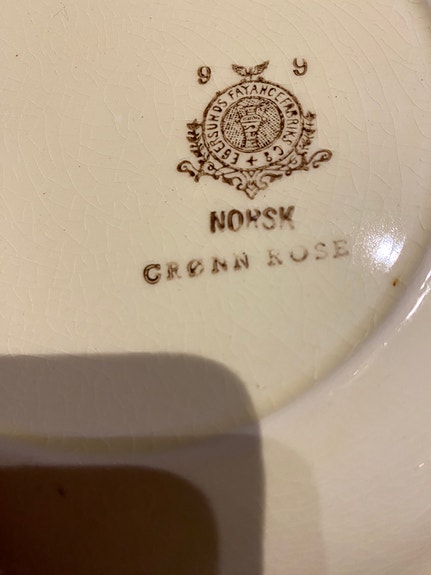 9 9
EGERSUNDS FAYANCEFABRIKS Co
NORSK
GRØNN ROSE